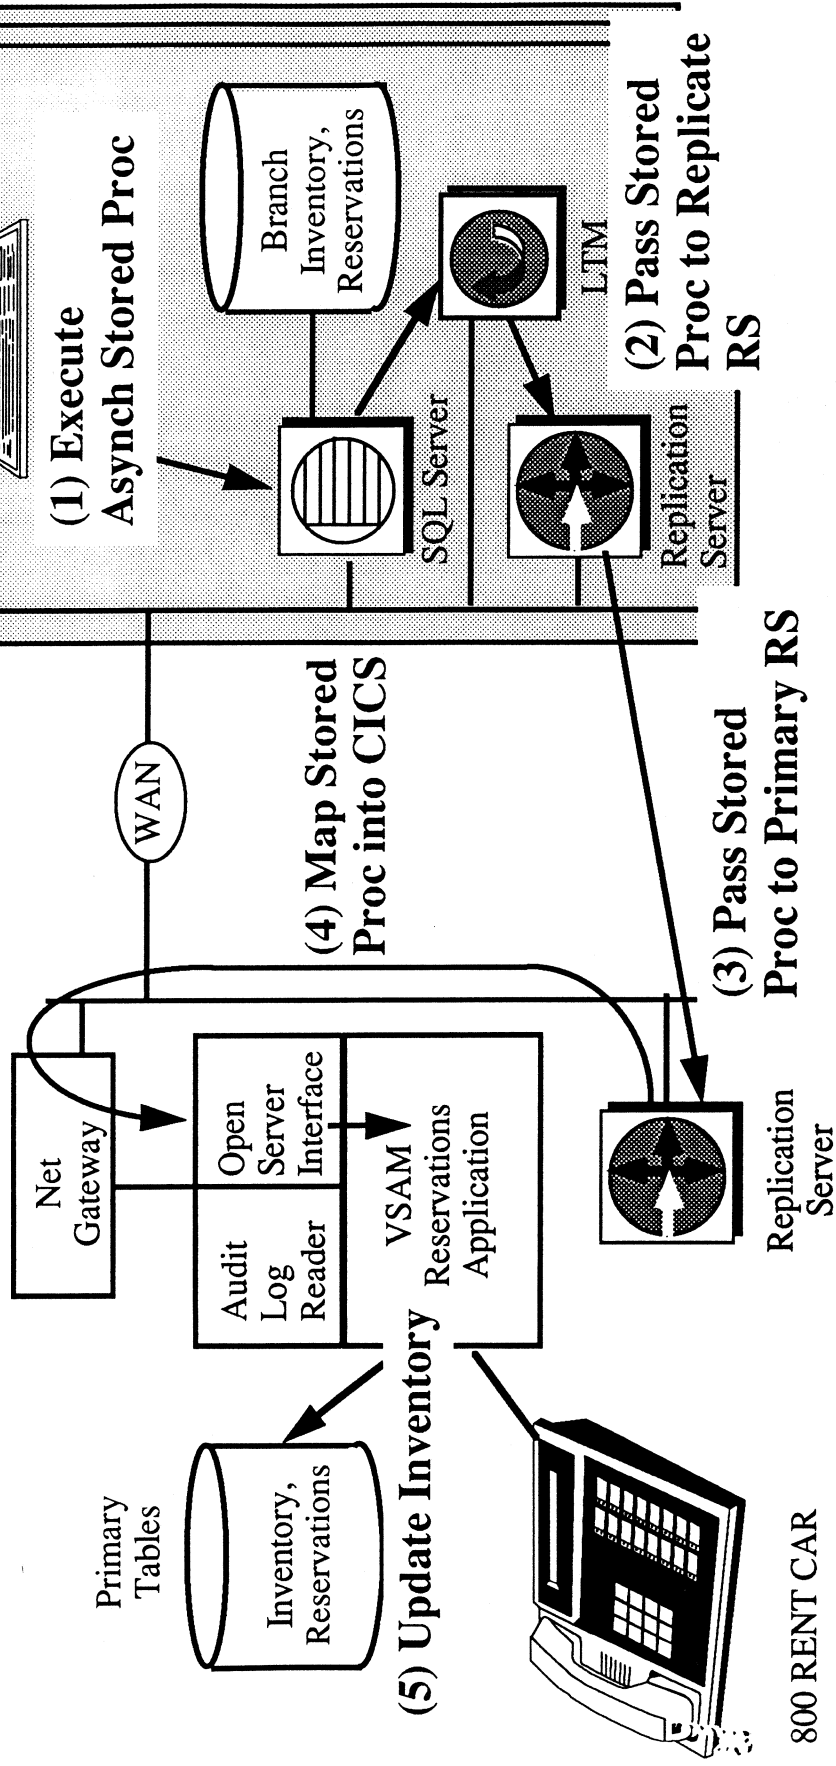 Primary
Tables
Inventory,
Reservations
(5) Update Inventory
800 RENT CAR
Net
Gateway
Audit
Log
Reader
Open
Server
Interface
VSAM
Reservations
Application
Replication
Server
WAN
(4) Map Stored
Proc into CICS
(3) Pass Stored
Proc to Primary RS
(1) Execute
Asynch Stored Proc
SQL Server
Branch
Inventory,
Reservations
LTM
Replication
Server
(2) Pass Stored
Proc to Replicate
RS